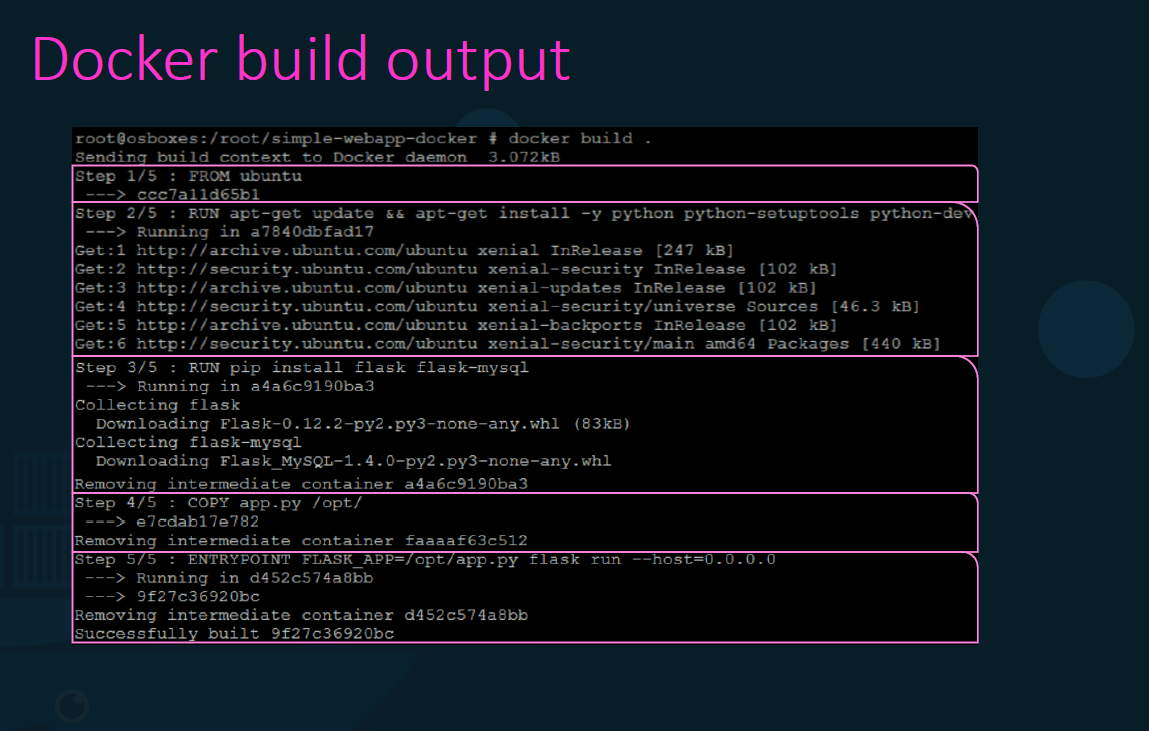 Docker build output
root@osboxes:/root/simple-webapp-docker # docker build .
Sending build context to Docker daemon  3.072kB
Step 1/5 : FROM ubuntu
 ---> ccc7a11d65b1
Step 2/5 : RUN apt-get update && apt-get install -y python python-setuptools python-dev
 ---> Running in a7840dbfad17
Get:1 http://archive.ubuntu.com/ubuntu xenial InRelease [247 kB]
Get:2 http://security.ubuntu.com/ubuntu xenial-security InRelease [102 kB]
Get:3 http://archive.ubuntu.com/ubuntu xenial-updates InRelease [102 kB]
Get:4 http://security.ubuntu.com/ubuntu xenial-security/universe Sources [46.3 kB]
Get:5 http://archive.ubuntu.com/ubuntu xenial-backports InRelease [102 kB]
Get:6 http://security.ubuntu.com/ubuntu xenial-security/main amd64 Packages [440 kB]
Step 3/5 : RUN pip install flask flask-mysql
 ---> Running in a4a6c9190ba3
Collecting flask
  Downloading Flask-0.12.2-py2.py3-none-any.whl (83kB)
Collecting flask-mysql
  Downloading Flask_MySQL-1.4.0-py2.py3-none-any.whl
Removing intermediate container a4a6c9190ba3
Step 4/5 : COPY app.py /opt/
 ---> e7cdab17e782
Removing intermediate container faaaaf63c512
Step 5/5 : ENTRYPOINT FLASK_APP=/opt/app.py flask run --host=0.0.0.0
 ---> Running in d452c574a8bb
 ---> 9f27c36920bc
Removing intermediate container d452c574a8bb
Successfully built 9f27c36920bc